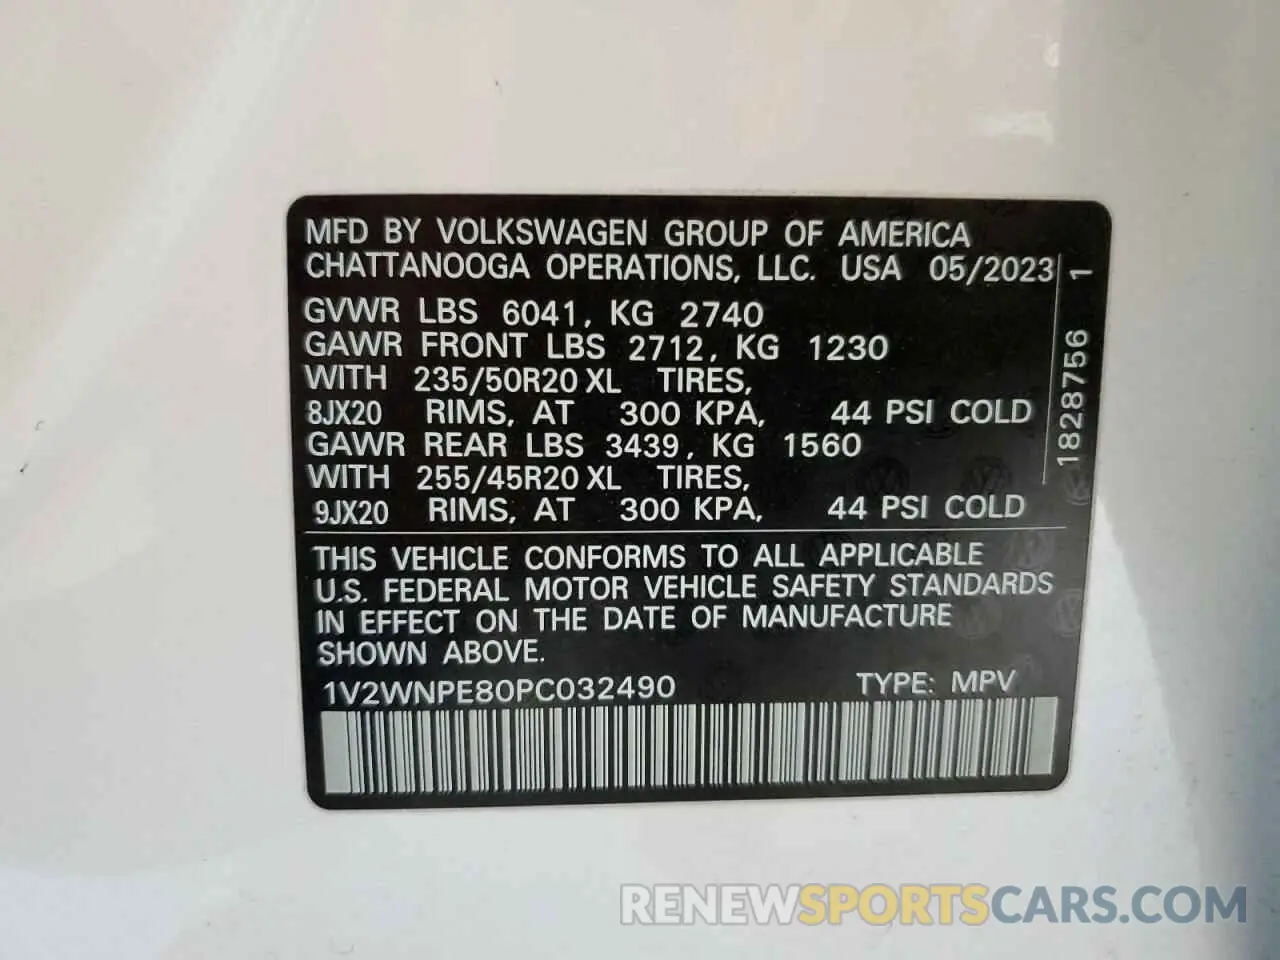 MFD BY VOLKSWAGEN GROUP OF AMERICA
CHATTANOOGA OPERATIONS, LLC. USA 05/2023
GVWR LBS 6041, KG 2740
GAWR FRONT LBS 2712, KG 1230
WITH 235/50R20 XL TIRES,
8JX20 RIMS, AT 300 KPA, 44 PSI COLD
GAWR REAR LBS 3439, KG 1560
WITH 255/45R20 XL TIRES,
9JX20 RIMS, AT 300 KPA, 44 PSI COLD
1828756 1
THIS VEHICLE CONFORMS TO ALL APPLICABLE
U.S. FEDERAL MOTOR VEHICLE SAFETY STANDARDS
IN EFFECT ON THE DATE OF MANUFACTURE
SHOWN ABOVE.
1V2WNPE80PC032490 TYPE: MPV
RENEWSPORTSCARS.COM